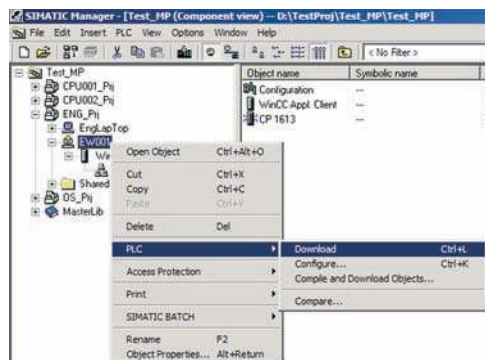 SIMATIC Manager - [Test_MP (Component view) -- D:\TestProj\Test_MP\Test_MP]
File Edit Insert PLC View Options Window Help
< No Filter >
Test_MP
CPU001_Prj
CPU002_Prj
ENG_Prj
EngLapTop
EW001
Shared
OS_Prj
MasterLib
Object name Symbolic name
Configuration ---
WinCC Appl. Client ---
CP 1613 ---
Open Object Ctrl+Alt+O
Cut Ctrl+X
Copy Ctrl+C
Paste Ctrl+V
Delete Del
PLC
Access Protection
Print
SIMATIC BATCH
Rename F2
Object Properties... Alt+Return
Download Ctrl+L
Configure... Ctrl+K
Compile and Download Objects...
Compare...